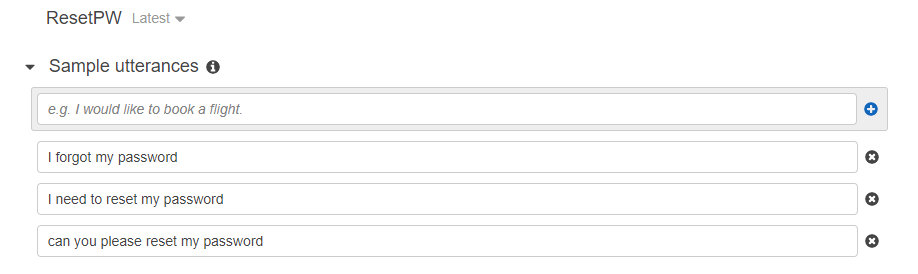 ResetPW Latest
Sample utterances
e.g. I would like to book a flight.
I forgot my password
I need to reset my password
can you please reset my password